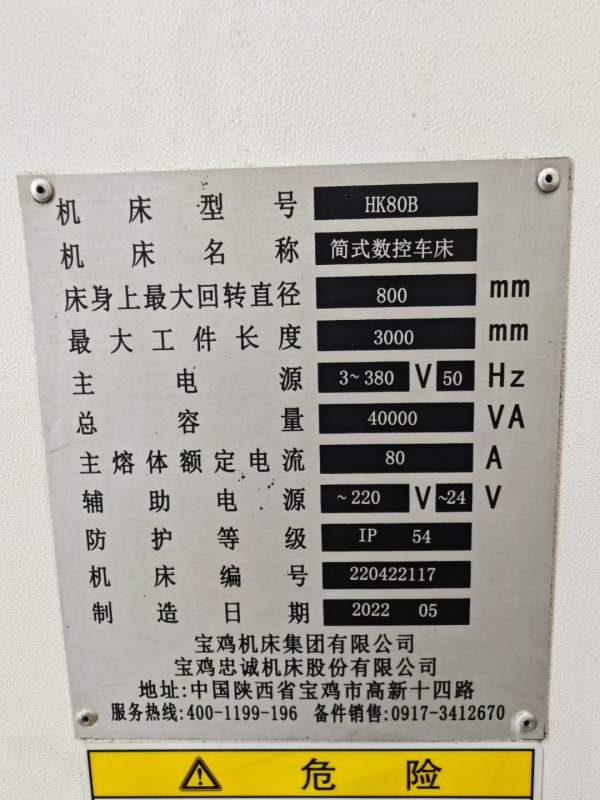 机床型号 HK80B
机床名称 简式数控车床
床身上最大回转直径 800 mm
最大工件长度 3000 mm
主电源 3~380 V 50 Hz
总容量 40000 VA
主熔体额定电流 80 A
辅助电源 ~220 V ~24 V
防护等级 IP 54
机床编号 220422117
制造日期 2022 05
宝鸡机床集团有限公司
宝鸡忠诚机床股份有限公司
地址:中国陕西省宝鸡市高新十四路
服务热线:400-1199-196 备件销售:0917-3412670
危险